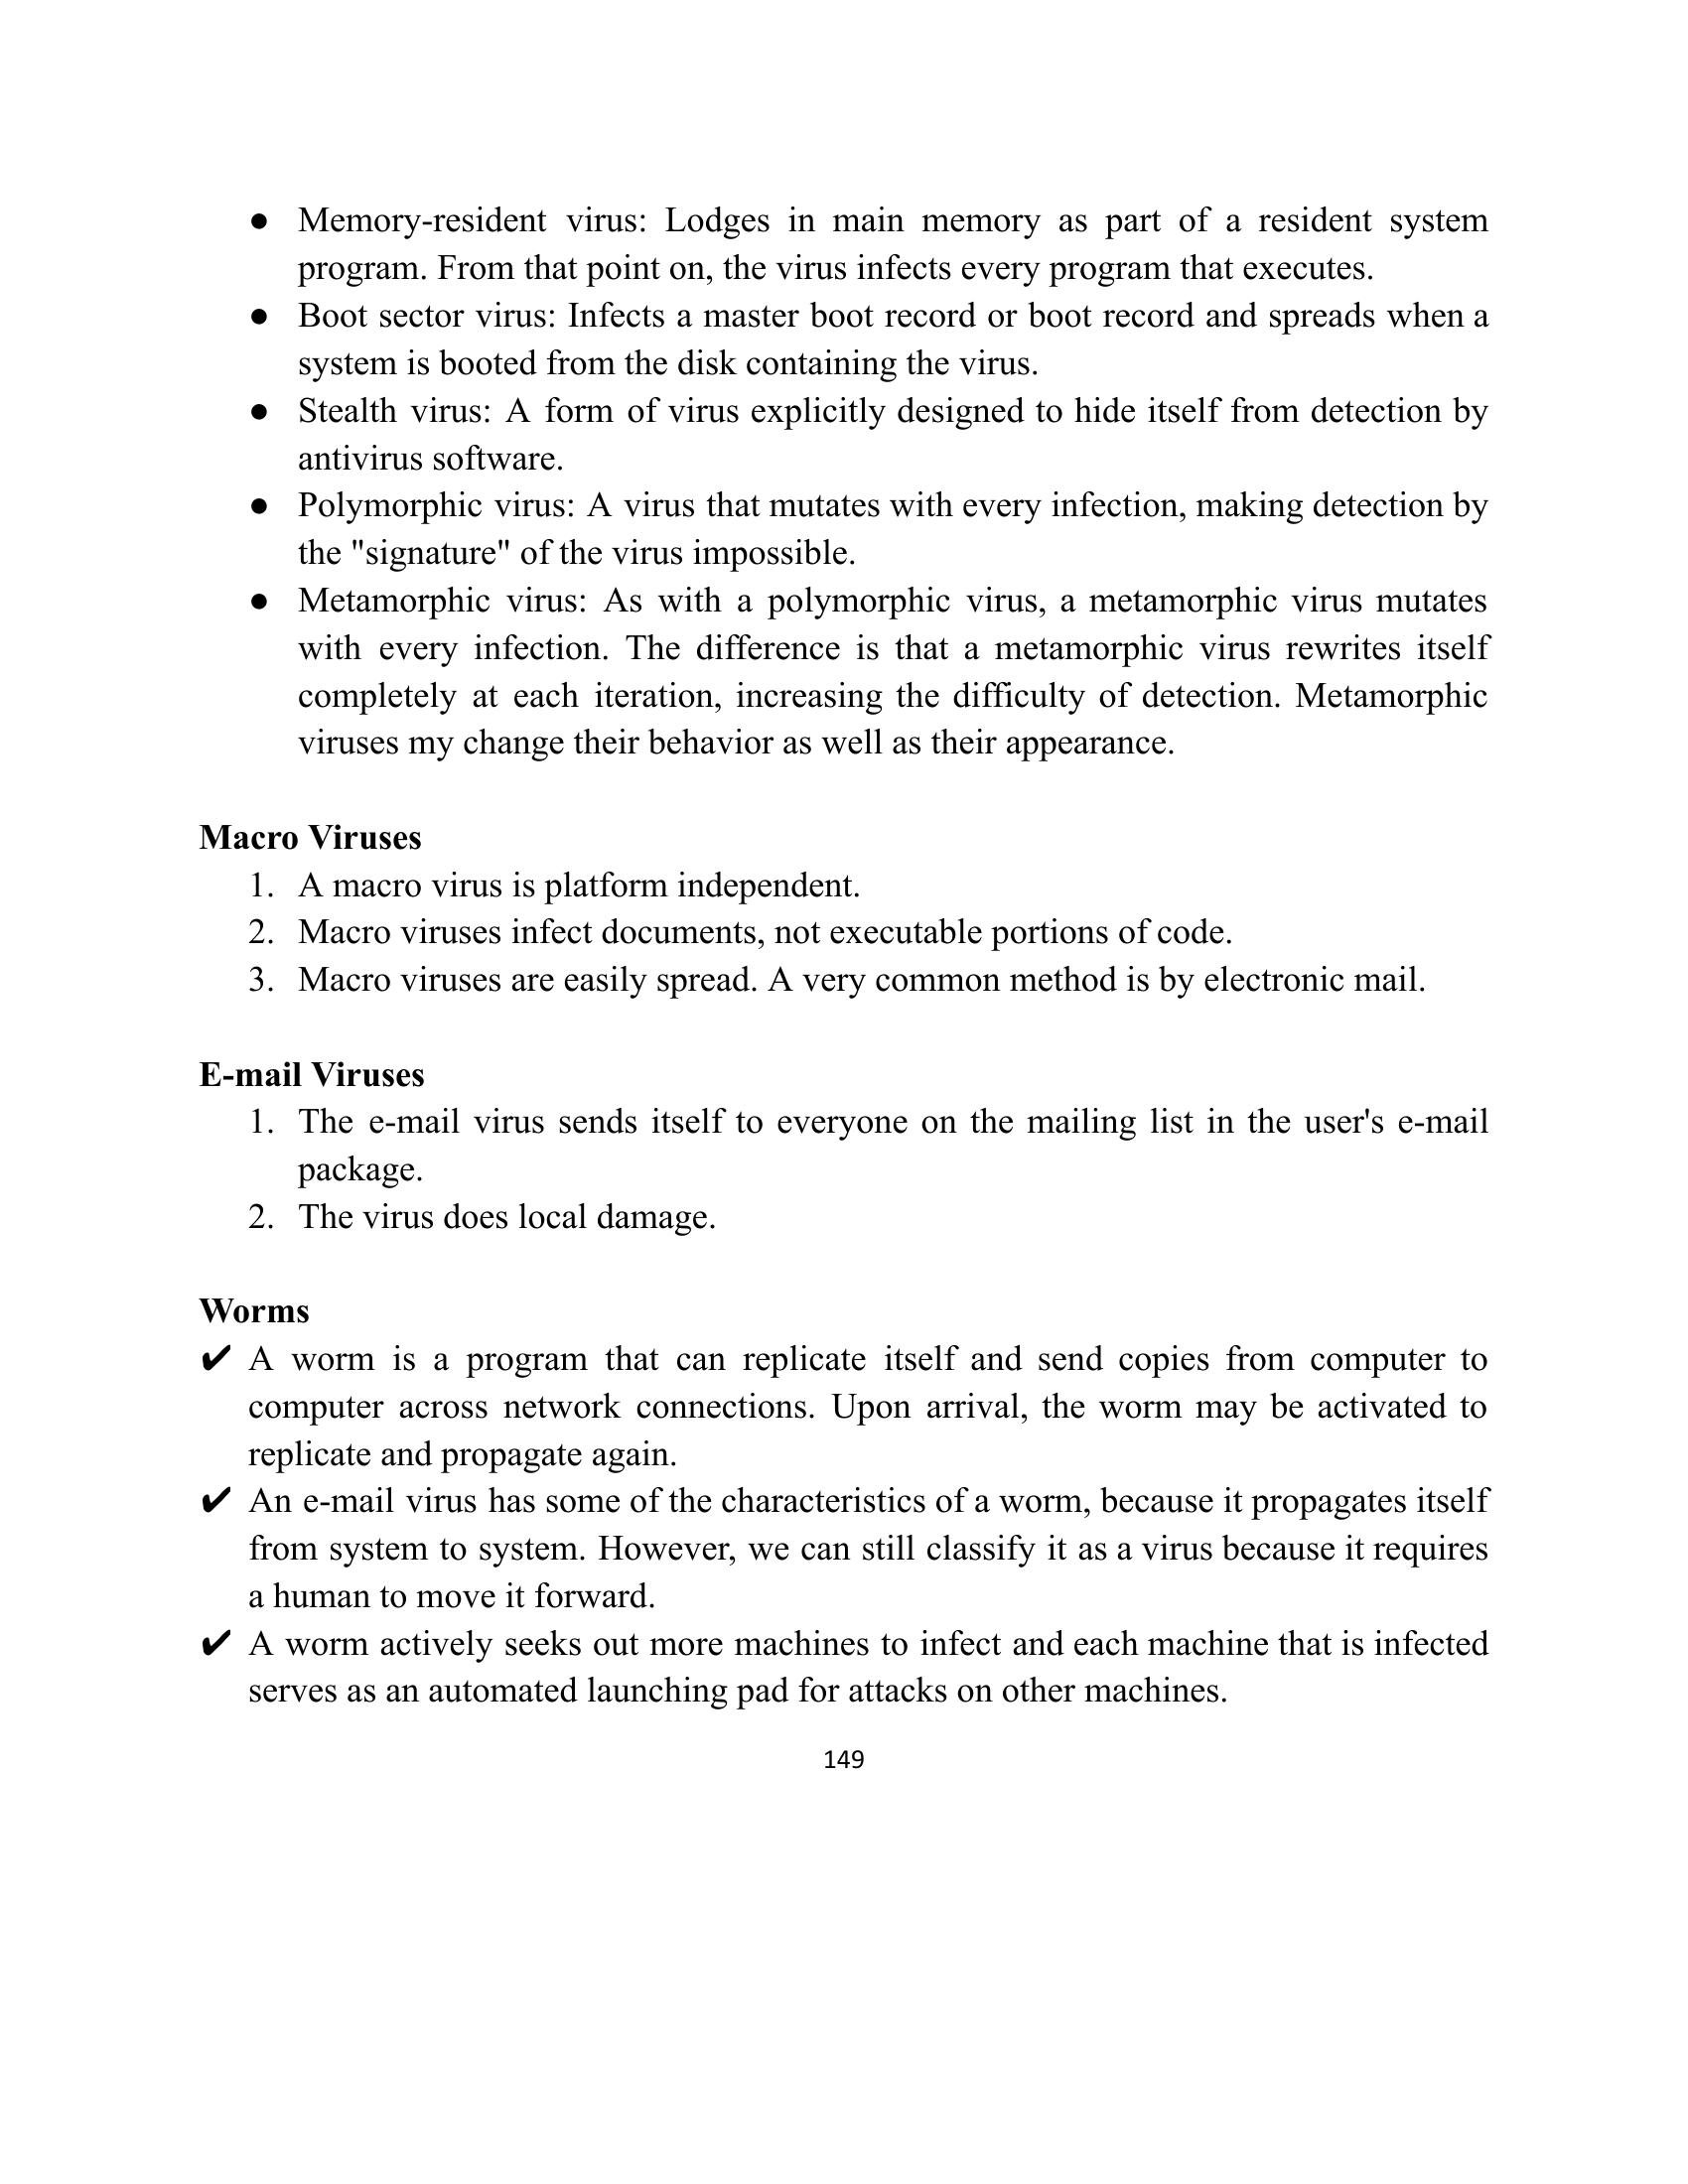 ● Memory-resident virus: Lodges in main memory as part of a resident system
program. From that point on, the virus infects every program that executes.
● Boot sector virus: Infects a master boot record or boot record and spreads when a
system is booted from the disk containing the virus.
● Stealth virus: A form of virus explicitly designed to hide itself from detection by
antivirus software.
● Polymorphic virus: A virus that mutates with every infection, making detection by
the "signature" of the virus impossible.
● Metamorphic virus: As with a polymorphic virus, a metamorphic virus mutates
with every infection. The difference is that a metamorphic virus rewrites itself
completely at each iteration, increasing the difficulty of detection. Metamorphic
viruses my change their behavior as well as their appearance.
Macro Viruses
1. A macro virus is platform independent.
2. Macro viruses infect documents, not executable portions of code.
3. Macro viruses are easily spread. A very common method is by electronic mail.
E-mail Viruses
1. The e-mail virus sends itself to everyone on the mailing list in the user's e-mail
package.
2. The virus does local damage.
Worms
✔ A worm is a program that can replicate itself and send copies from computer to
computer across network connections. Upon arrival, the worm may be activated to
replicate and propagate again.
✔ An e-mail virus has some of the characteristics of a worm, because it propagates itself
from system to system. However, we can still classify it as a virus because it requires
a human to move it forward.
✔ A worm actively seeks out more machines to infect and each machine that is infected
serves as an automated launching pad for attacks on other machines.
149